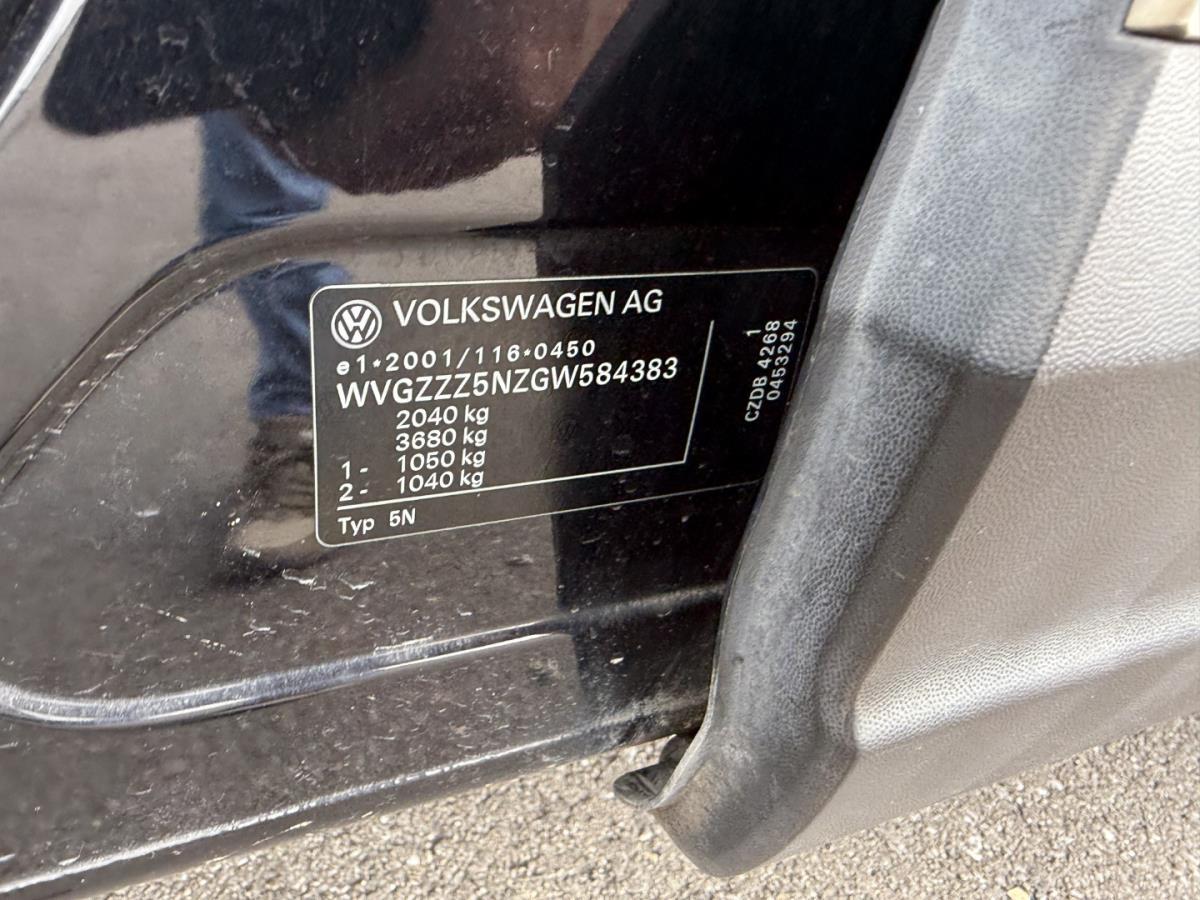 VOLKSWAGEN AG
e1*2001/116*0450
WVGZZZ5NZGW584383
2040 kg
3680 kg
1 - 1050 kg
2 - 1040 kg
Typ 5N
1
CZDB 4268
0453294